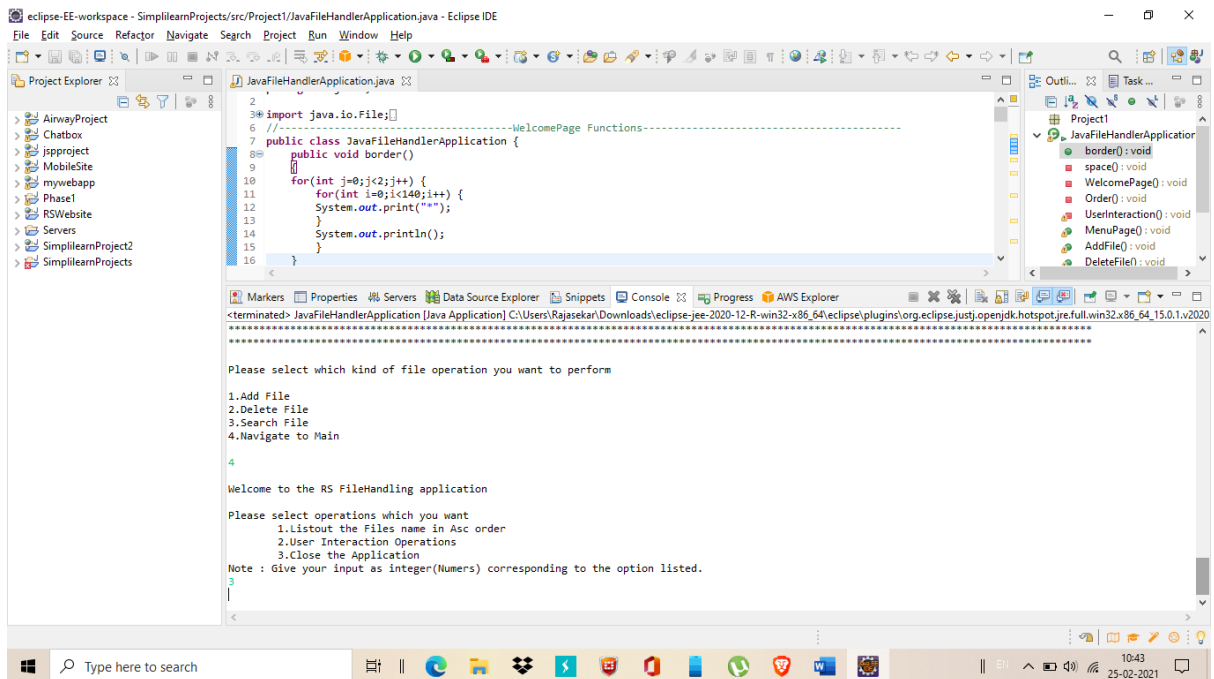 eclipse-EE-workspace - SimplilearnProjects/src/Project1/JavaFileHandlerApplication.java - Eclipse IDE
File Edit Source Refactor Navigate Search Project Run Window Help
Project Explorer
AirwayProject
Chatbox
jspproject
MobileSite
mywebapp
Phase1
RSWebsite
Servers
SimplilearnProject2
SimplilearnProjects
JavaFileHandlerApplication.java
2
3 import java.io.File;
6 //--------------------------------------WelcomePage Functions------------------------------------------
7 public class JavaFileHandlerApplication {
8 public void border()
9 {
10 for(int j=0;j<2;j++) {
11 for(int i=0;i<140;i++) {
12 System.out.print("*");
13 }
14 System.out.println();
15 }
16 }
Outli...
Task ...
Project1
JavaFileHandlerApplication
border() : void
space() : void
WelcomePage() : void
Order() : void
UserInteraction() : void
MenuPage() : void
AddFile() : void
DeleteFile() : void
Markers Properties Servers Data Source Explorer Snippets Console Progress AWS Explorer
<terminated> JavaFileHandlerApplication [Java Application] C:\Users\Rajasekar\Downloads\eclipse-jee-2020-12-R-win32-x86_64\eclipse\plugins\org.eclipse.justj.openjdk.hotspot.jre.full.win32.x86_64_15.0.1.v2020
********************************************************************************************************************************************
********************************************************************************************************************************************
Please select which kind of file operation you want to perform
1.Add File
2.Delete File
3.Search File
4.Navigate to Main
4
Welcome to the RS FileHandling application
Please select operations which you want
1.Listout the Files name in Asc order
2.User Interaction Operations
3.Close the Application
Note : Give your input as integer(Numers) corresponding to the option listed.
3
Type here to search
EN
10:43
25-02-2021